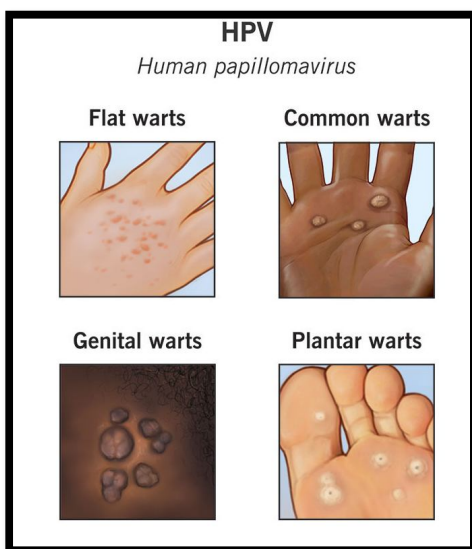 HPV
Human papillomavirus
Flat warts
Common warts
Genital warts
Plantar warts